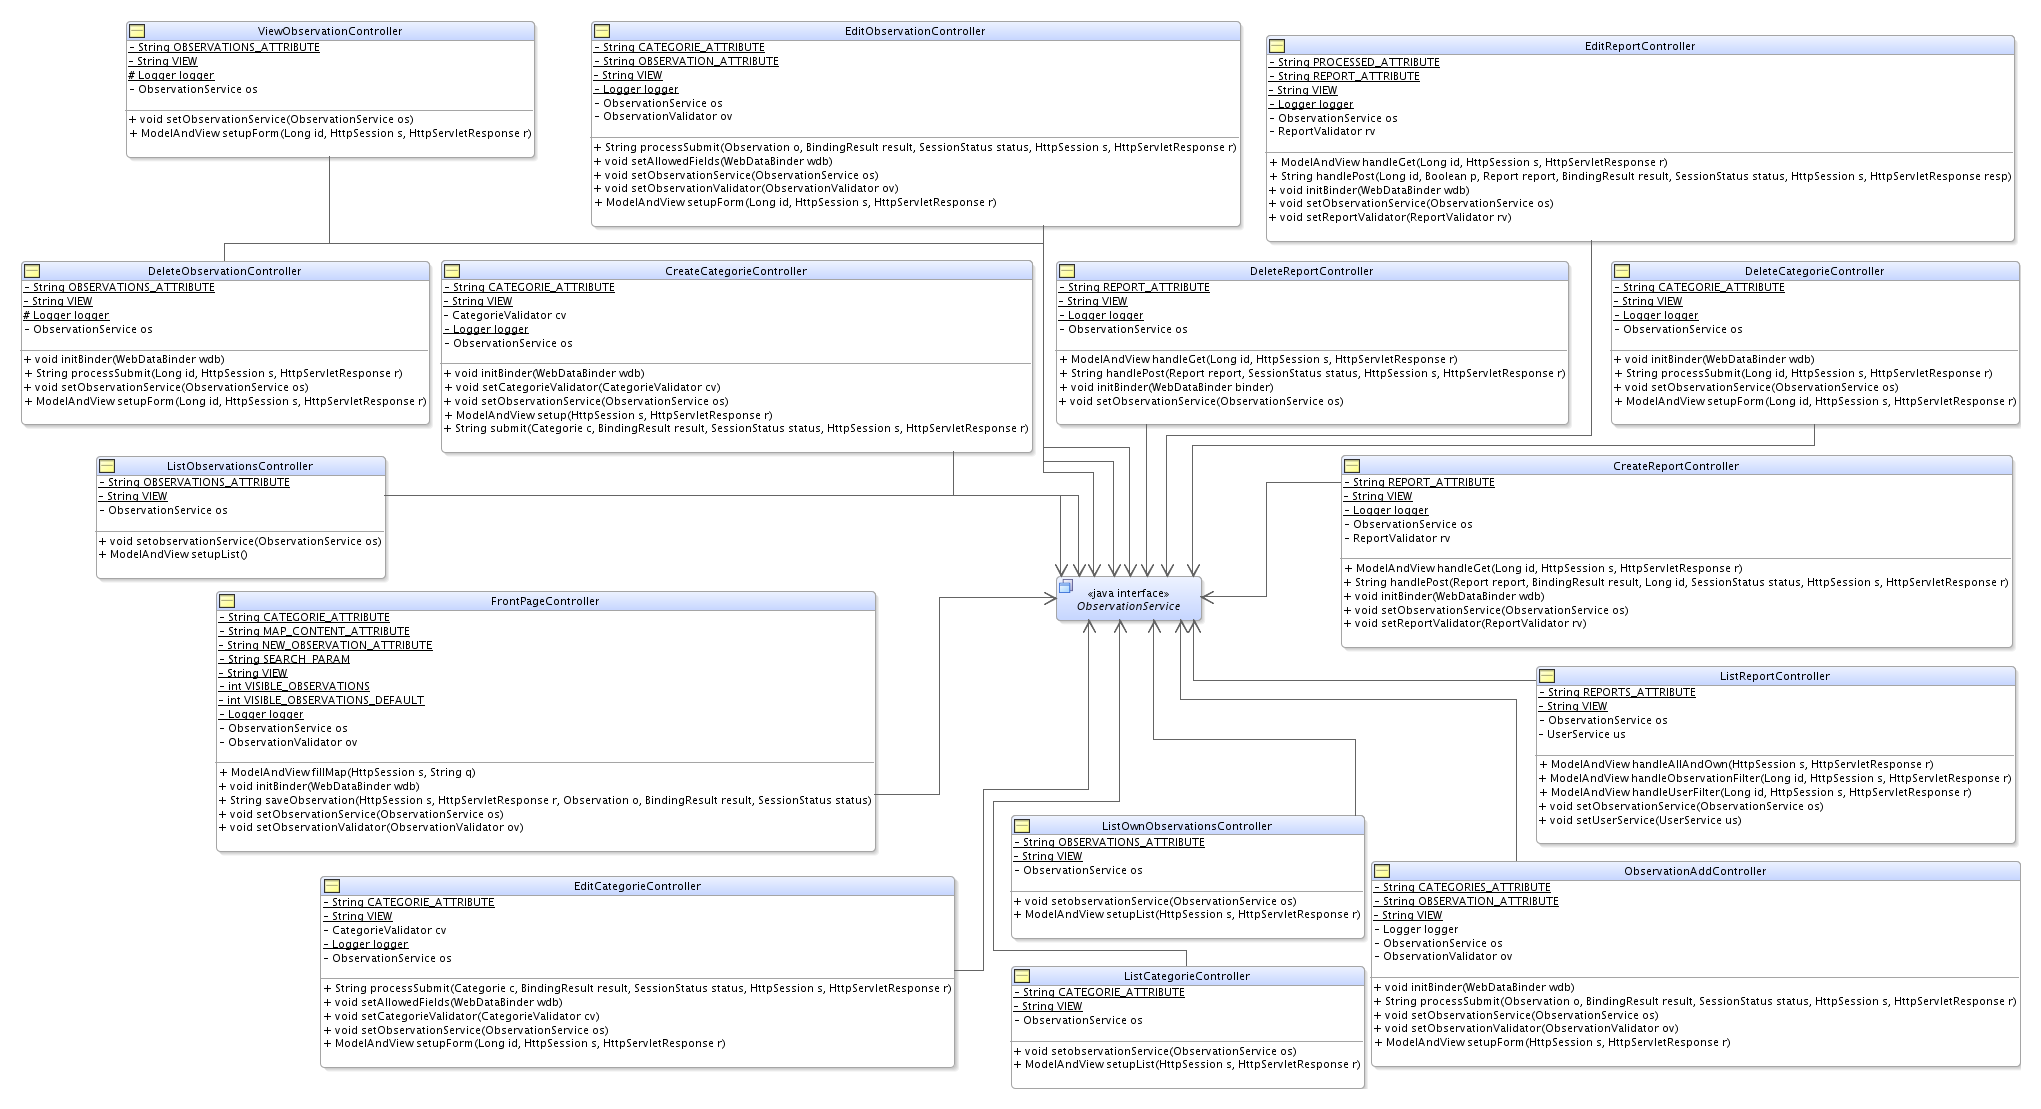 ViewObservationController
- String OBSERVATIONS_ATTRIBUTE
- String VIEW
# Logger logger
- ObservationService os
+ void setObservationService(ObservationService os)
+ ModelAndView setupForm(Long id, HttpSession s, HttpServletResponse r)
EditObservationController
- String CATEGORIE_ATTRIBUTE
- String OBSERVATION_ATTRIBUTE
- String VIEW
- Logger logger
- ObservationService os
- ObservationValidator ov
+ String processSubmit(Observation o, BindingResult result, SessionStatus status, HttpSession s, HttpServletResponse r)
+ void setAllowedFields(WebDataBinder wdb)
+ void setObservationService(ObservationService os)
+ void setObservationValidator(ObservationValidator ov)
+ ModelAndView setupForm(Long id, HttpSession s, HttpServletResponse r)
EditReportController
- String PROCESSED_ATTRIBUTE
- String REPORT_ATTRIBUTE
- String VIEW
- Logger logger
- ObservationService os
- ReportValidator rv
+ ModelAndView handleGet(Long id, HttpSession s, HttpServletResponse r)
+ String handlePost(Long id, Boolean p, Report report, BindingResult result, SessionStatus status, HttpSession s, HttpServletResponse resp)
+ void initBinder(WebDataBinder wdb)
+ void setObservationService(ObservationService os)
+ void setReportValidator(ReportValidator rv)
DeleteObservationController
- String OBSERVATIONS_ATTRIBUTE
- String VIEW
# Logger logger
- ObservationService os
+ void initBinder(WebDataBinder wdb)
+ String processSubmit(Long id, HttpSession s, HttpServletResponse r)
+ void setObservationService(ObservationService os)
+ ModelAndView setupForm(Long id, HttpSession s, HttpServletResponse r)
CreateCategorieController
- String CATEGORIE_ATTRIBUTE
- String VIEW
- CategorieValidator cv
- Logger logger
- ObservationService os
+ void initBinder(WebDataBinder wdb)
+ void setCategorieValidator(CategorieValidator cv)
+ void setObservationService(ObservationService os)
+ ModelAndView setup(HttpSession s, HttpServletResponse r)
+ String submit(Categorie c, BindingResult result, SessionStatus status, HttpSession s, HttpServletResponse r)
DeleteReportController
- String REPORT_ATTRIBUTE
- String VIEW
- Logger logger
- ObservationService os
+ ModelAndView handleGet(Long id, HttpSession s, HttpServletResponse r)
+ String handlePost(Report report, SessionStatus status, HttpSession s, HttpServletResponse r)
+ void initBinder(WebDataBinder binder)
+ void setObservationService(ObservationService os)
DeleteCategorieController
- String CATEGORIE_ATTRIBUTE
- String VIEW
- Logger logger
- ObservationService os
+ void initBinder(WebDataBinder wdb)
+ String processSubmit(Long id, HttpSession s, HttpServletResponse r)
+ void setObservationService(ObservationService os)
+ ModelAndView setupForm(Long id, HttpSession s, HttpServletResponse r)
ListObservationsController
- String OBSERVATIONS_ATTRIBUTE
- String VIEW
- ObservationService os
+ void setobservationService(ObservationService os)
+ ModelAndView setupList()
CreateReportController
- String REPORT_ATTRIBUTE
- String VIEW
- Logger logger
- ObservationService os
- ReportValidator rv
+ ModelAndView handleGet(Long id, HttpSession s, HttpServletResponse r)
+ String handlePost(Report report, BindingResult result, Long id, SessionStatus status, HttpSession s, HttpServletResponse r)
+ void initBinder(WebDataBinder wdb)
+ void setObservationService(ObservationService os)
+ void setReportValidator(ReportValidator rv)
«java interface»
ObservationService
FrontPageController
- String CATEGORIE_ATTRIBUTE
- String MAP_CONTENT_ATTRIBUTE
- String NEW_OBSERVATION_ATTRIBUTE
- String SEARCH_PARAM
- String VIEW
- int VISIBLE_OBSERVATIONS
- int VISIBLE_OBSERVATIONS_DEFAULT
- Logger logger
- ObservationService os
- ObservationValidator ov
+ ModelAndView fillMap(HttpSession s, String q)
+ void initBinder(WebDataBinder wdb)
+ String saveObservation(HttpSession s, HttpServletResponse r, Observation o, BindingResult result, SessionStatus status)
+ void setObservationService(ObservationService os)
+ void setObservationValidator(ObservationValidator ov)
ListReportController
- String REPORTS_ATTRIBUTE
- String VIEW
- ObservationService os
- UserService us
+ ModelAndView handleAllAndOwn(HttpSession s, HttpServletResponse r)
+ ModelAndView handleObservationFilter(Long id, HttpSession s, HttpServletResponse r)
+ ModelAndView handleUserFilter(Long id, HttpSession s, HttpServletResponse r)
+ void setObservationService(ObservationService os)
+ void setUserService(UserService us)
ListOwnObservationsController
- String OBSERVATIONS_ATTRIBUTE
- String VIEW
- ObservationService os
+ void setobservationService(ObservationService os)
+ ModelAndView setupList(HttpSession s, HttpServletResponse r)
ObservationAddController
- String CATEGORIES_ATTRIBUTE
- String OBSERVATION_ATTRIBUTE
- String VIEW
- Logger logger
- ObservationService os
- ObservationValidator ov
+ void initBinder(WebDataBinder wdb)
+ String processSubmit(Observation o, BindingResult result, SessionStatus status, HttpSession s, HttpServletResponse r)
+ void setObservationService(ObservationService os)
+ void setObservationValidator(ObservationValidator ov)
+ ModelAndView setupForm(HttpSession s, HttpServletResponse r)
EditCategorieController
- String CATEGORIE_ATTRIBUTE
- String VIEW
- CategorieValidator cv
- Logger logger
- ObservationService os
+ String processSubmit(Categorie c, BindingResult result, SessionStatus status, HttpSession s, HttpServletResponse r)
+ void setAllowedFields(WebDataBinder wdb)
+ void setCategorieValidator(CategorieValidator cv)
+ void setObservationService(ObservationService os)
+ ModelAndView setupForm(Long id, HttpSession s, HttpServletResponse r)
ListCategorieController
- String CATEGORIE_ATTRIBUTE
- String VIEW
- ObservationService os
+ void setobservationService(ObservationService os)
+ ModelAndView setupList(HttpSession s, HttpServletResponse r)